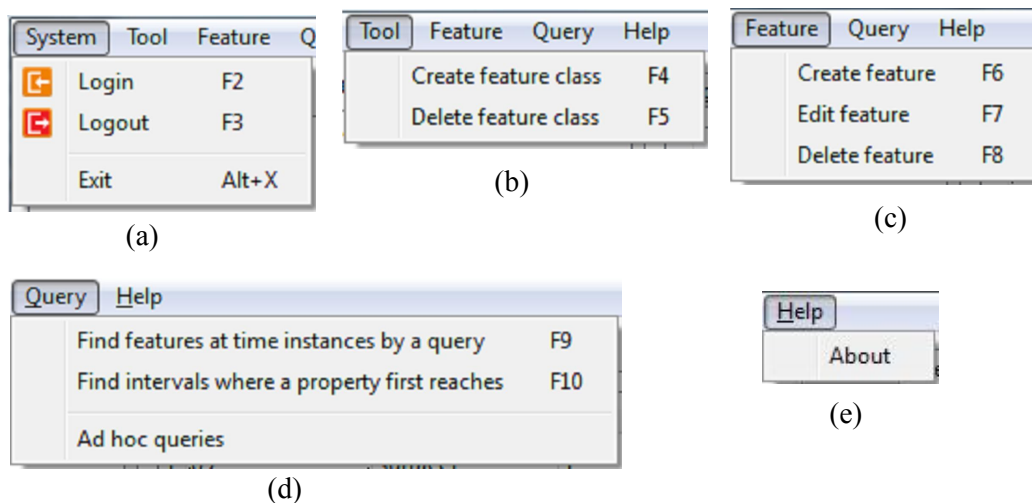 System Tool Feature Q
Login F2
Logout F3
Exit Alt+X
(a)
Tool Feature Query Help
Create feature class F4
Delete feature class F5
(b)
Feature Query Help
Create feature F6
Edit feature F7
Delete feature F8
(c)
Query Help
Find features at time instances by a query F9
Find intervals where a property first reaches F10
Ad hoc queries
(d)
Help
About
(e)